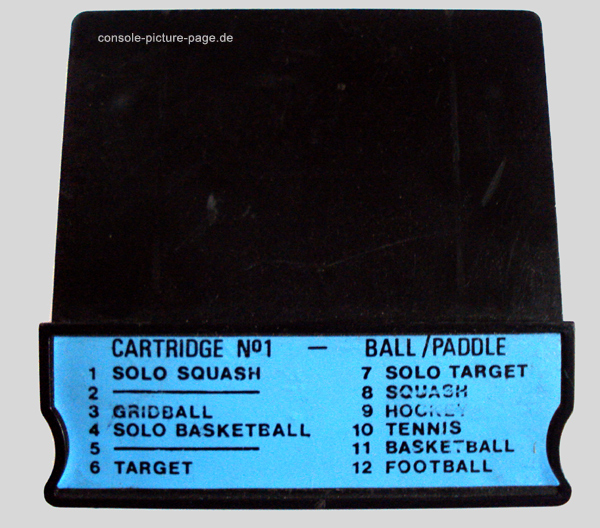 console-picture-page.de
CARTRIDGE Nº1 — BALL/PADDLE
1 SOLO SQUASH
2 ————
3 GRIDBALL
4 SOLO BASKETBALL
5 ————
6 TARGET
7 SOLO TARGET
8 SQUASH
9 HOCKEY
10 TENNIS
11 BASKETBALL
12 FOOTBALL